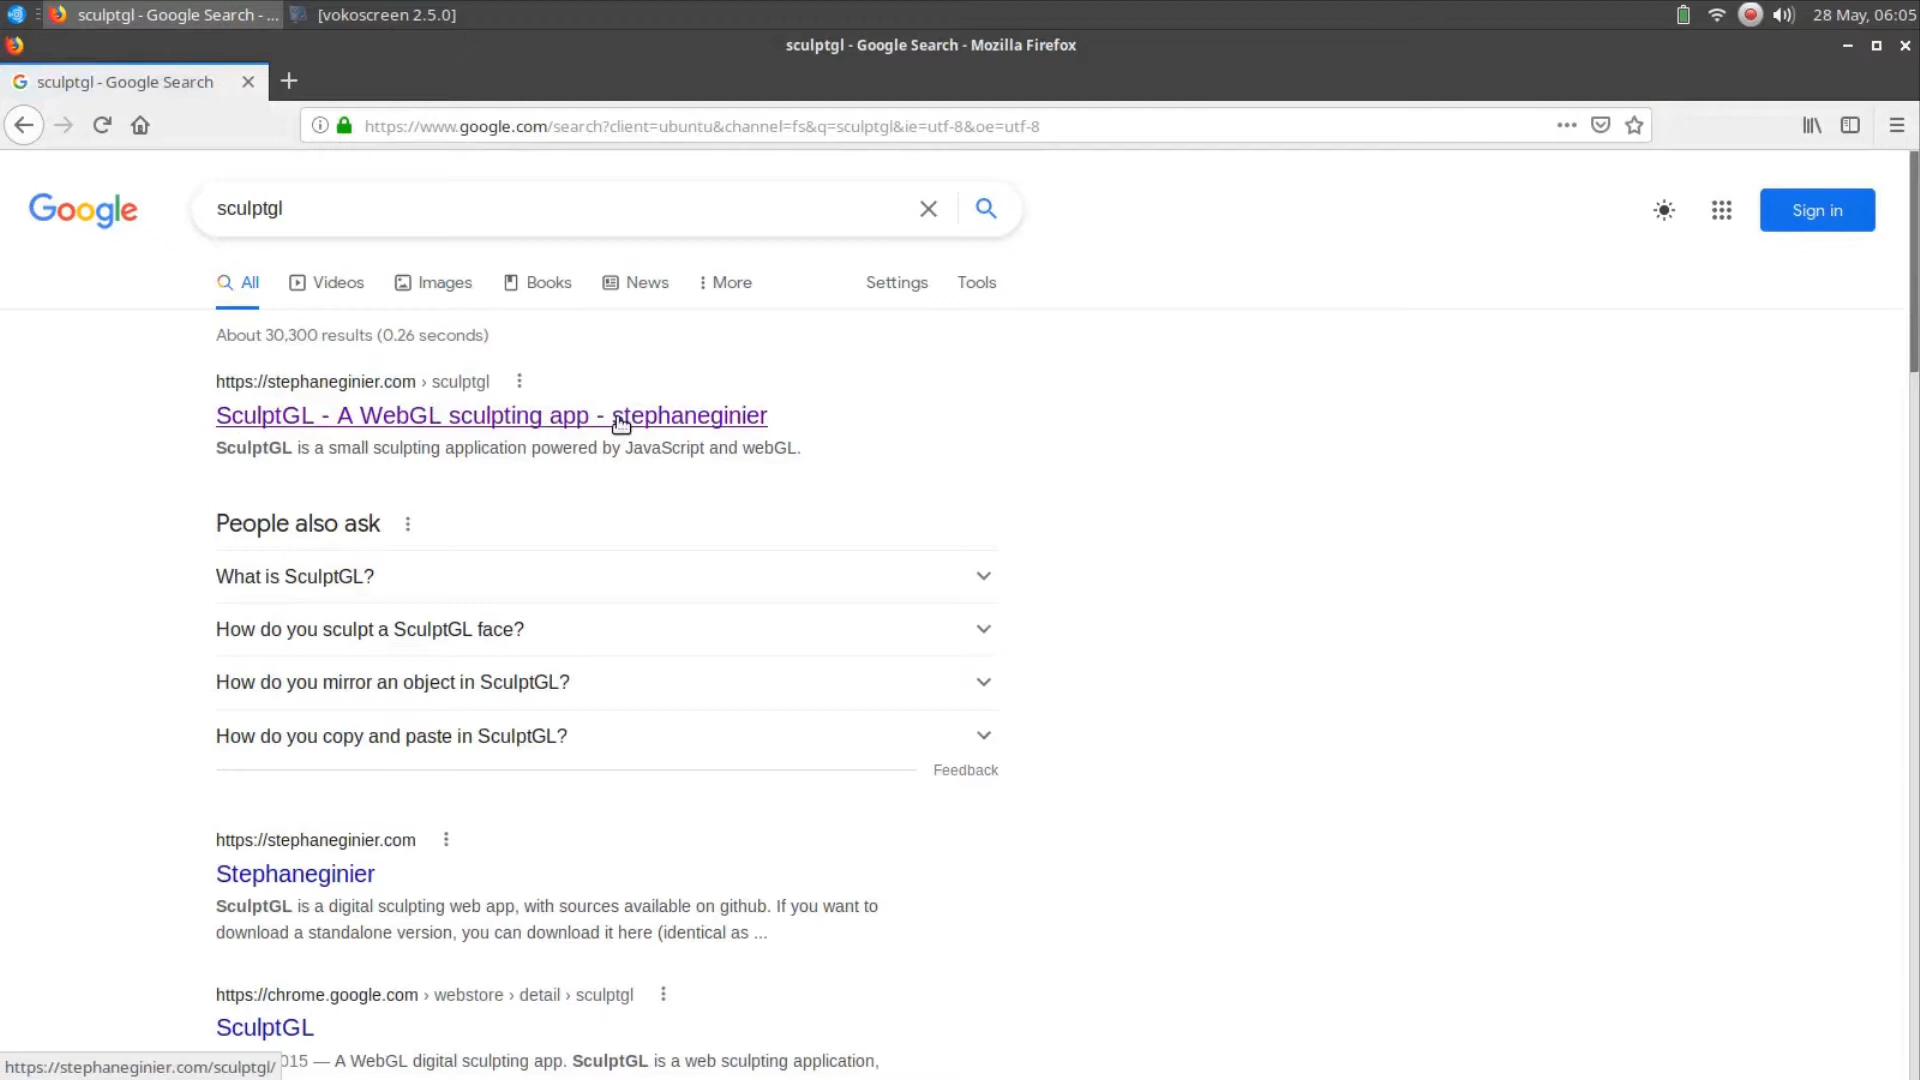 sculptgl - Google Search - ...
[vokoscreen 2.5.0]
28 May, 06:05
sculptgl - Google Search - Mozilla Firefox
sculptgl - Google Search
https://www.google.com/search?client=ubuntu&channel=fs&q=sculptgl&ie=utf-8&oe=utf-8
Google
sculptgl
Sign in
All
Videos
Images
Books
News
More
Settings
Tools
About 30,300 results (0.26 seconds)
https://stephaneginier.com › sculptgl
SculptGL - A WebGL sculpting app - stephaneginier
SculptGL is a small sculpting application powered by JavaScript and webGL.
People also ask
What is SculptGL?
How do you sculpt a SculptGL face?
How do you mirror an object in SculptGL?
How do you copy and paste in SculptGL?
Feedback
https://stephaneginier.com
Stephaneginier
SculptGL is a digital sculpting web app, with sources available on github. If you want to
download a standalone version, you can download it here (identical as ...
https://chrome.google.com › webstore › detail › sculptgl
SculptGL
015 — A WebGL digital sculpting app. SculptGL is a web sculpting application,
https://stephaneginier.com/sculptgl/